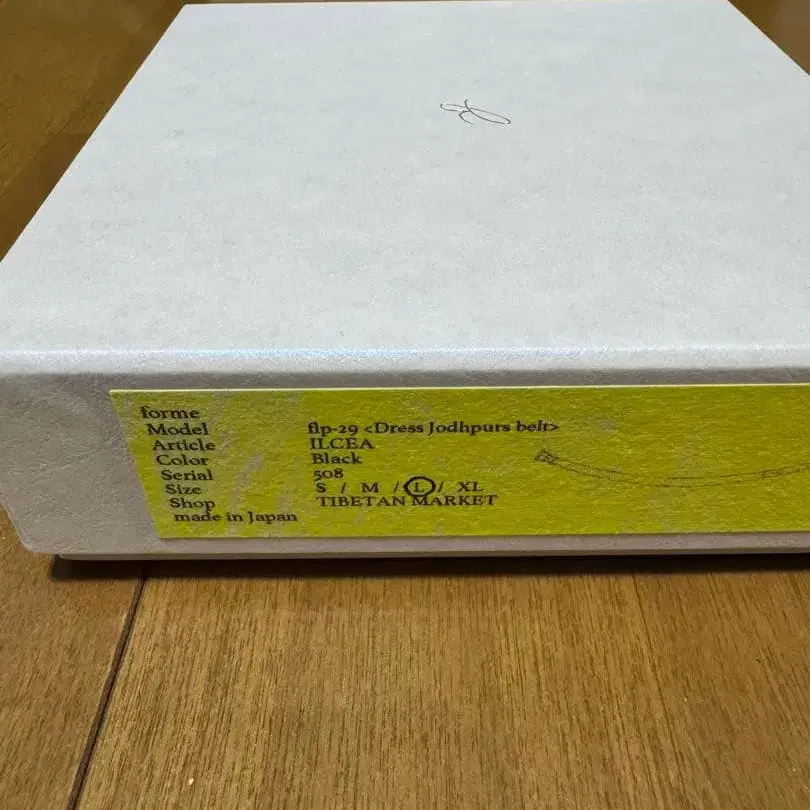 forme
Model flp-29 <Dress Jodhpurs belt>
Article ILCEA
Color Black
Serial 508
Size S / M / L / XL
Shop TIBETAN MARKET
made in Japan